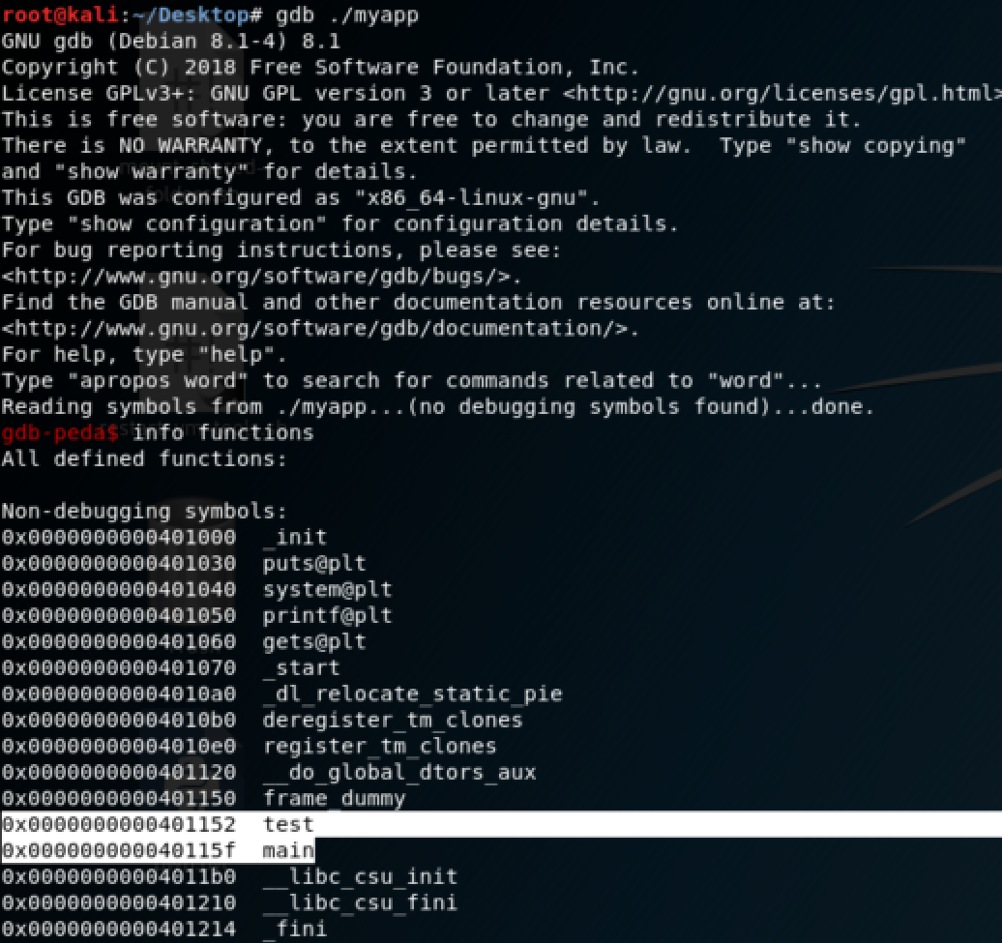 root@kali:~/Desktop# gdb ./myapp
GNU gdb (Debian 8.1-4) 8.1
Copyright (C) 2018 Free Software Foundation, Inc.
License GPLv3+: GNU GPL version 3 or later <http://gnu.org/licenses/gpl.html>
This is free software: you are free to change and redistribute it.
There is NO WARRANTY, to the extent permitted by law.  Type "show copying"
and "show warranty" for details.
This GDB was configured as "x86_64-linux-gnu".
Type "show configuration" for configuration details.
For bug reporting instructions, please see:
<http://www.gnu.org/software/gdb/bugs/>.
Find the GDB manual and other documentation resources online at:
<http://www.gnu.org/software/gdb/documentation/>.
For help, type "help".
Type "apropos word" to search for commands related to "word"...
Reading symbols from ./myapp...(no debugging symbols found)...done.
gdb-peda$ info functions
All defined functions:
Non-debugging symbols:
0x0000000000401000  _init
0x0000000000401030  puts@plt
0x0000000000401040  system@plt
0x0000000000401050  printf@plt
0x0000000000401060  gets@plt
0x0000000000401070  _start
0x00000000004010a0  _dl_relocate_static_pie
0x00000000004010b0  deregister_tm_clones
0x00000000004010e0  register_tm_clones
0x0000000000401120  __do_global_dtors_aux
0x0000000000401150  frame_dummy
0x0000000000401152  test
0x000000000040115f  main
0x00000000004011b0  __libc_csu_init
0x0000000000401210  __libc_csu_fini
0x0000000000401214  _fini